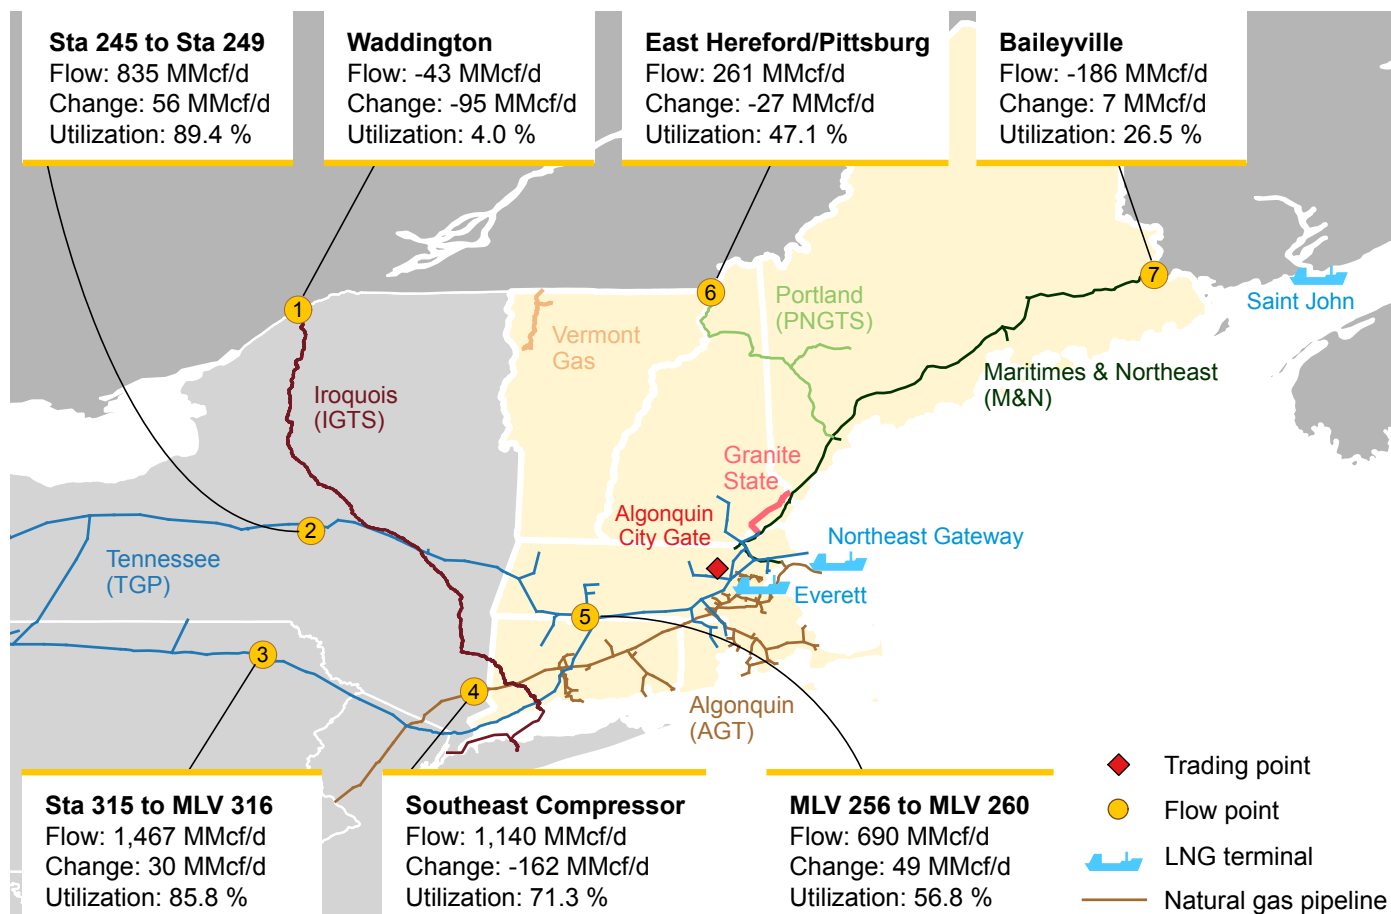 Sta 245 to Sta 249
Flow: 835 MMcf/d
Change: 56 MMcf/d
Utilization: 89.4 %
Waddington
Flow: -43 MMcf/d
Change: -95 MMcf/d
Utilization: 4.0 %
East Hereford/Pittsburg
Flow: 261 MMcf/d
Change: -27 MMcf/d
Utilization: 47.1 %
Baileyville
Flow: -186 MMcf/d
Change: 7 MMcf/d
Utilization: 26.5 %
1
6
7
Portland
(PNGTS)
Saint John
Vermont
Gas
Maritimes & Northeast
(M&N)
Iroquois
(IGTS)
Granite
State
Algonquin
City Gate
2
Northeast Gateway
Tennessee
(TGP)
Everett
5
3
4
Algonquin
(AGT)
Sta 315 to MLV 316
Flow: 1,467 MMcf/d
Change: 30 MMcf/d
Utilization: 85.8 %
Southeast Compressor
Flow: 1,140 MMcf/d
Change: -162 MMcf/d
Utilization: 71.3 %
MLV 256 to MLV 260
Flow: 690 MMcf/d
Change: 49 MMcf/d
Utilization: 56.8 %
Trading point
Flow point
LNG terminal
Natural gas pipeline